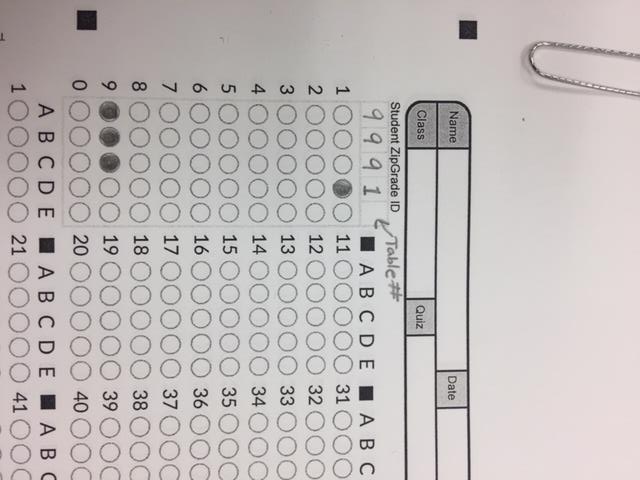 Name Date
Class Quiz
Student ZipGrade ID
Table #
9 9 9 1 A B C D E A B C
1 11 31
2 12 32
3 13 33
4 14 34
5 15 35
6 16 36
7 17 37
8 18 38
9 19 39
0 20 40
A B C D E A B C D E A B C
1 21 41